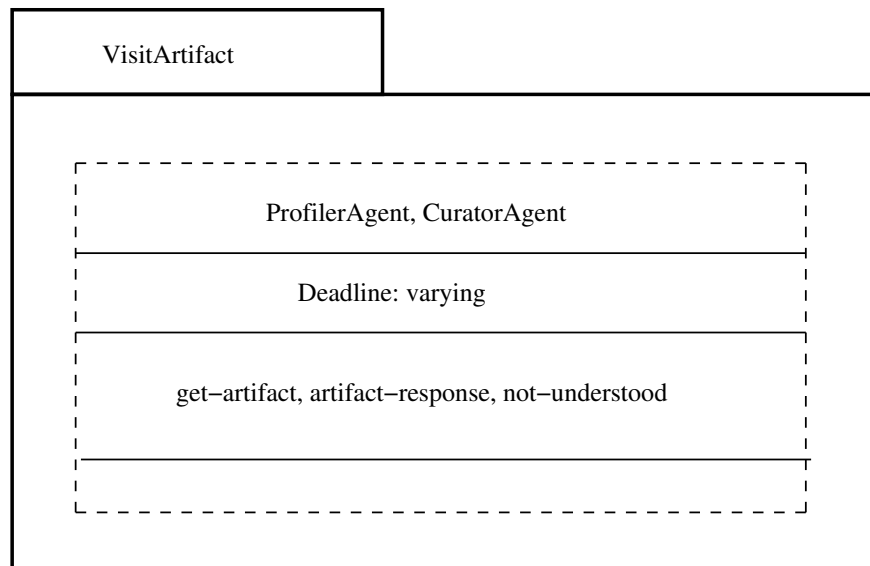 VisitArtifact
ProfilerAgent, CuratorAgent
Deadline: varying
get−artifact, artifact−response, not−understood